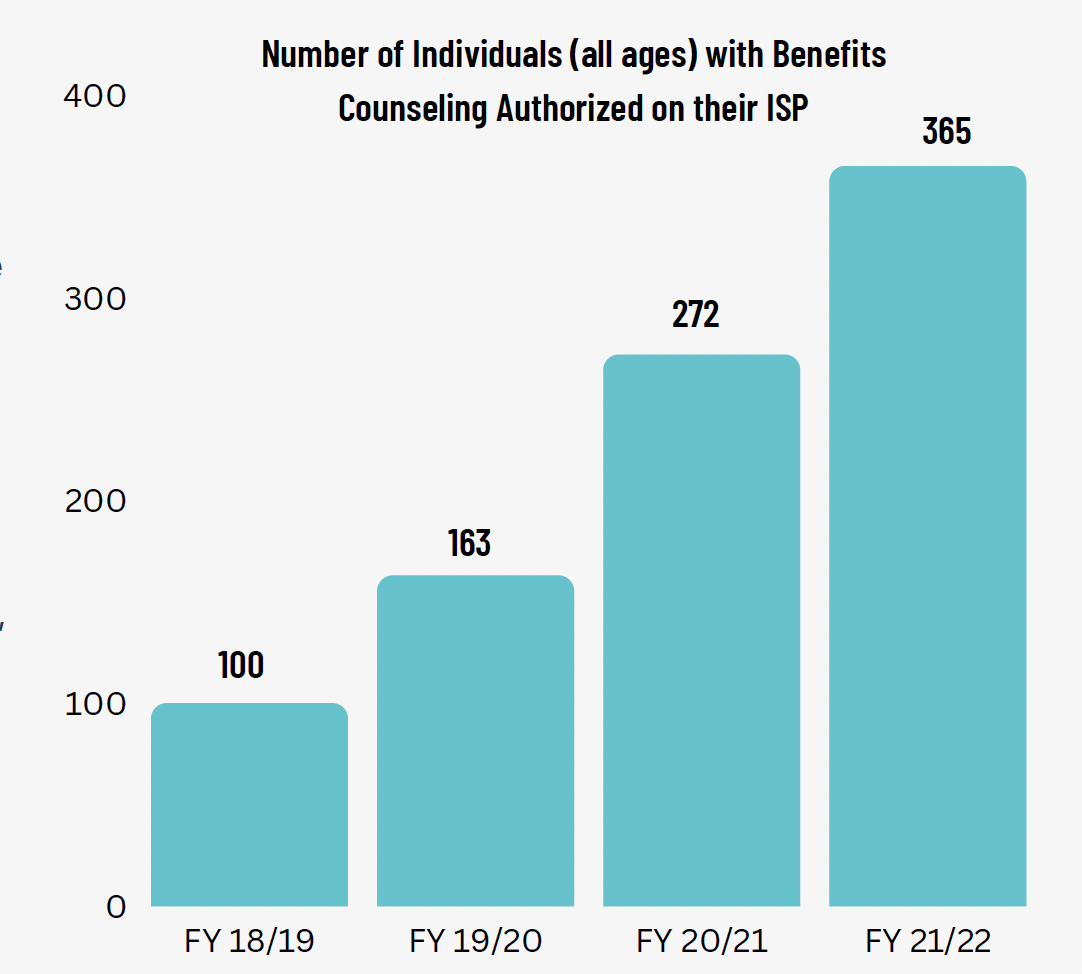 Number of Individuals (all ages) with Benefits
Counseling Authorized on their ISP
400
300
200
100
0
100
163
272
365
FY 18/19
FY 19/20
FY 20/21
FY 21/22